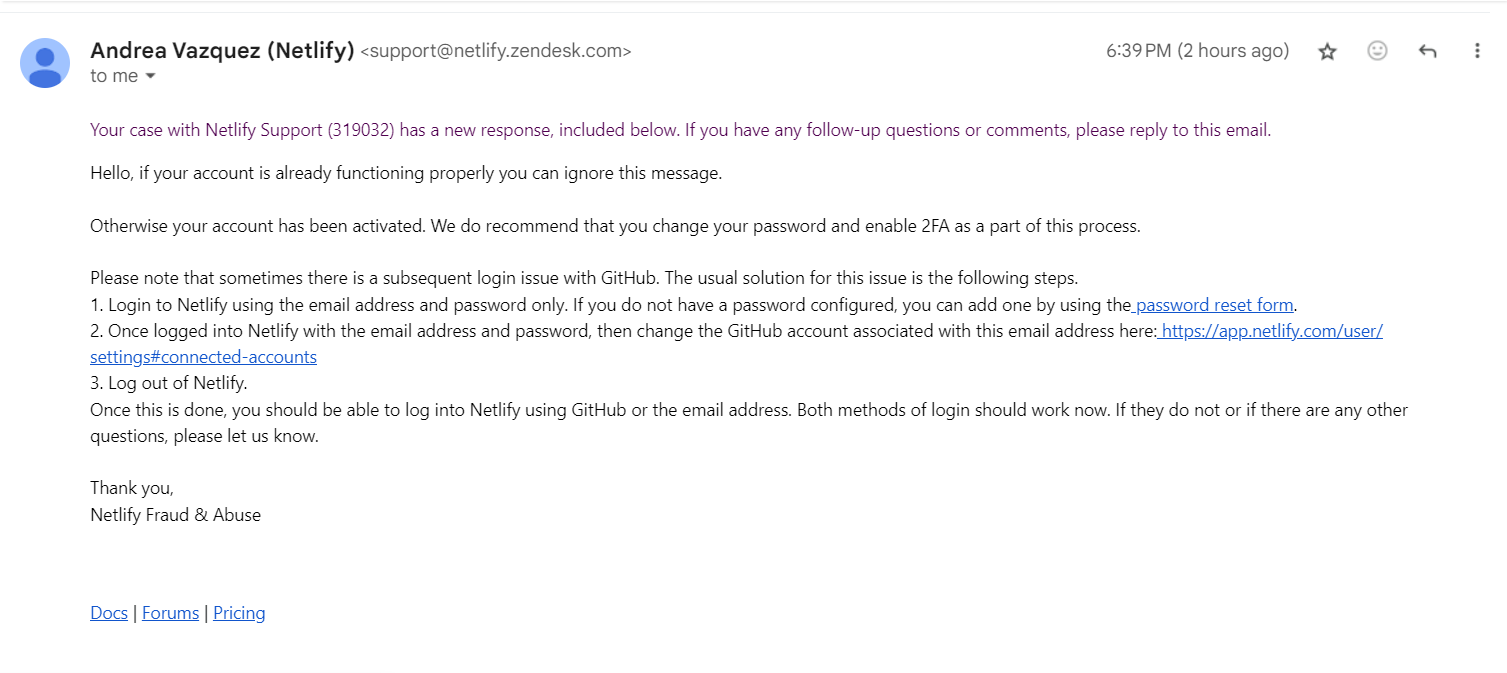 Andrea Vazquez (Netlify) <support@netlify.zendesk.com> 6:39 PM (2 hours ago)
to me
Your case with Netlify Support (319032) has a new response, included below. If you have any follow-up questions or comments, please reply to this email.
Hello, if your account is already functioning properly you can ignore this message.
Otherwise your account has been activated. We do recommend that you change your password and enable 2FA as a part of this process.
Please note that sometimes there is a subsequent login issue with GitHub. The usual solution for this issue is the following steps.
1. Login to Netlify using the email address and password only. If you do not have a password configured, you can add one by using the password reset form.
2. Once logged into Netlify with the email address and password, then change the GitHub account associated with this email address here: https://app.netlify.com/user/
settings#connected-accounts
3. Log out of Netlify.
Once this is done, you should be able to log into Netlify using GitHub or the email address. Both methods of login should work now. If they do not or if there are any other
questions, please let us know.
Thank you,
Netlify Fraud & Abuse
Docs | Forums | Pricing